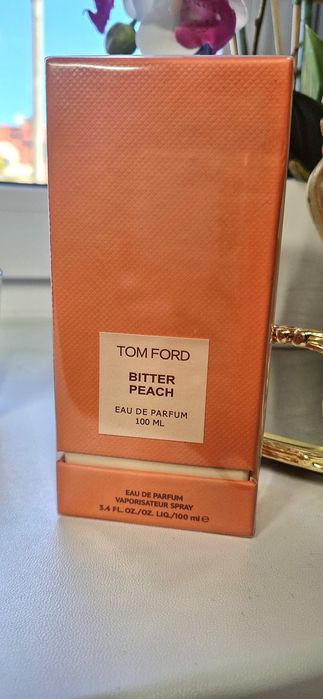 TOM FORD
BITTER
PEACH
EAU DE PARFUM
100 ML
EAU DE PARFUM
VAPORISATEUR SPRAY
3.4 FL. OZ./OZ. LIQ./100 ml ℮